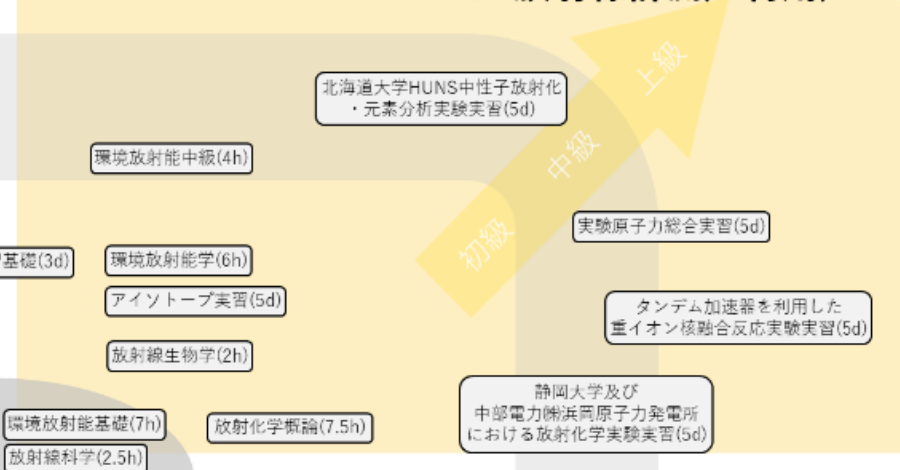 北海道大学HUNS中性子放射化
・元素分析実験実習(5d)
上級
中級
初級
環境放射能中級(4h)
実験原子力総合実習(5d)
基礎(3d)
環境放射能学(6h)
アイソトープ実習(5d)
タンデム加速器を利用した
重イオン核融合反応実験実習(5d)
放射線生物学(2h)
静岡大学及び
中部電力㈱浜岡原子力発電所
における放射化学実験実習(5d)
環境放射能基礎(7h)
放射化学概論(7.5h)
放射線科学(2.5h)